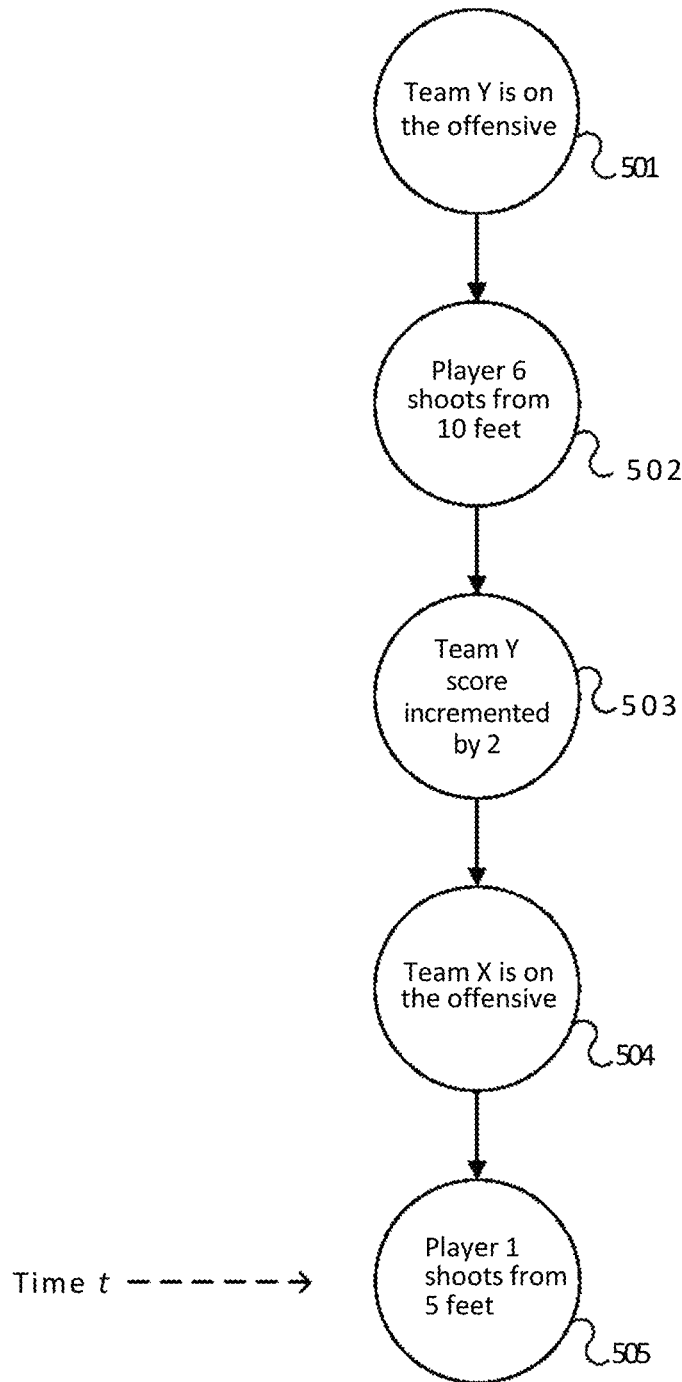 Team Y is on
the offensive
501
Player 6
shoots from
10 feet
502
Team Y
score
incremented
by 2
503
Team X is on
the offensive
504
Player 1
shoots from
5 feet
Time t
505